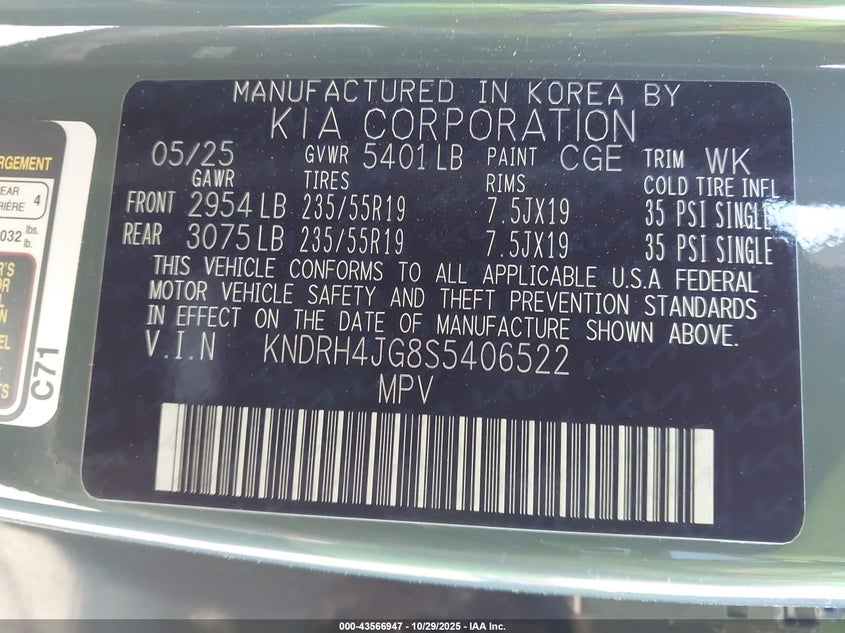 MANUFACTURED IN KOREA BY
KIA CORPORATION
05/25 GVWR 5401 LB PAINT CGE TRIM WK
GAWR TIRES RIMS COLD TIRE INFL
FRONT 2954 LB 235/55R19 7.5JX19 35 PSI SINGLE
REAR 3075 LB 235/55R19 7.5JX19 35 PSI SINGLE
THIS VEHICLE CONFORMS TO ALL APPLICABLE U.S.A FEDERAL
MOTOR VEHICLE SAFETY AND THEFT PREVENTION STANDARDS
IN EFFECT ON THE DATE OF MANUFACTURE SHOWN ABOVE.
V.I.N KNDRH4JG8S5406522
MPV
4
lbs.
lb.
C71
000-43566947 - 10/29/2025 - IAA Inc.